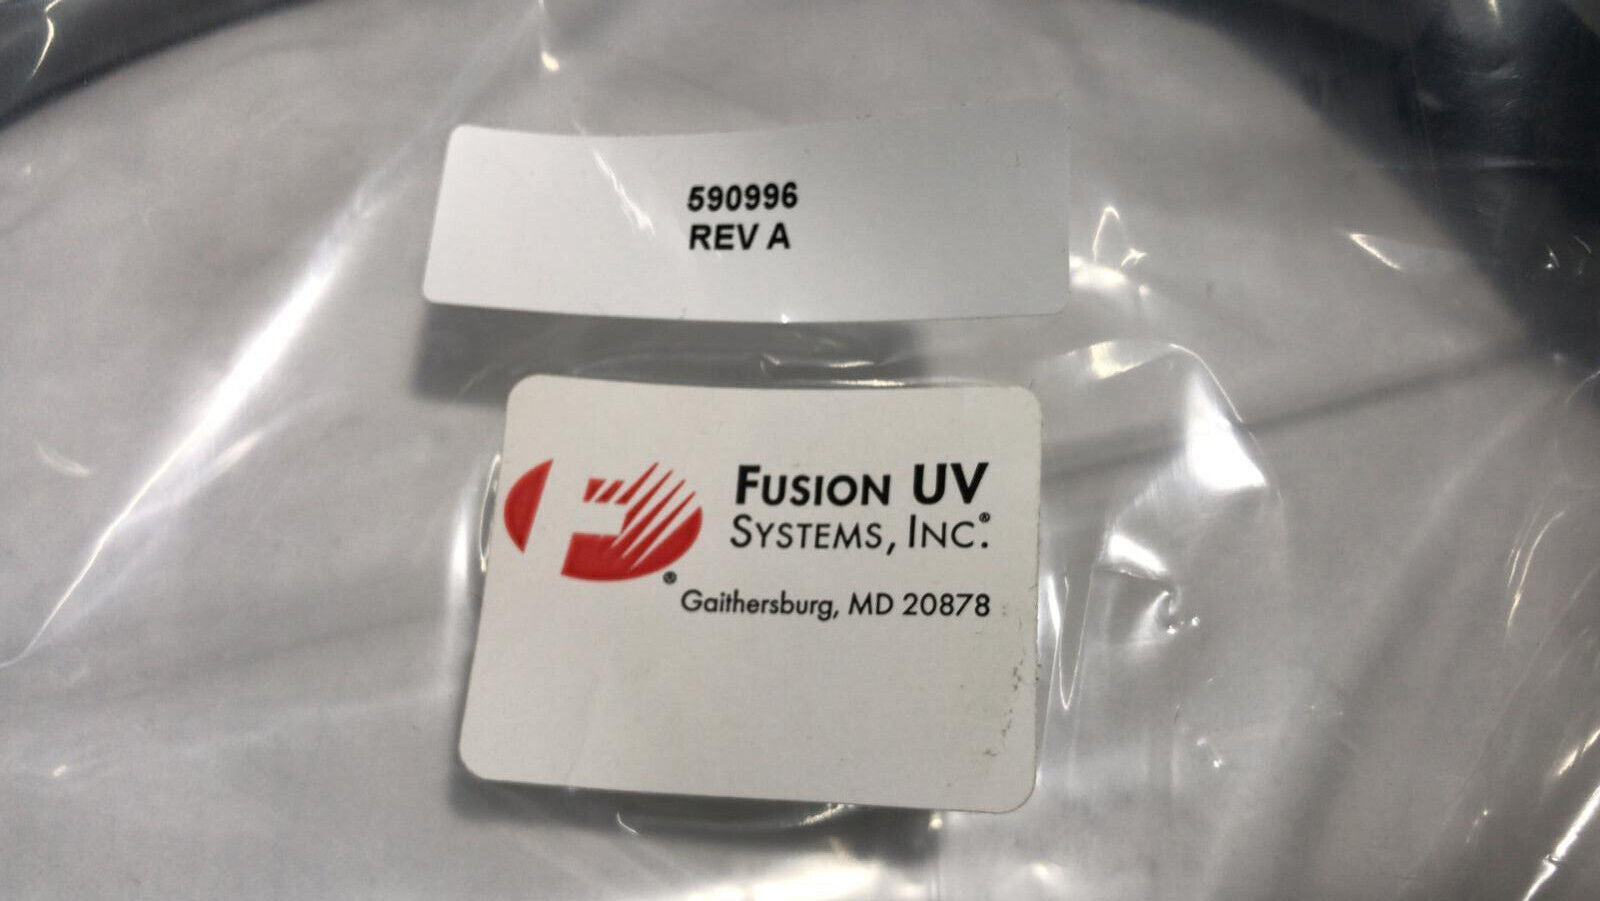 590996
REV A
FUSION UV
SYSTEMS, INC.®
®
Gaithersburg, MD 20878